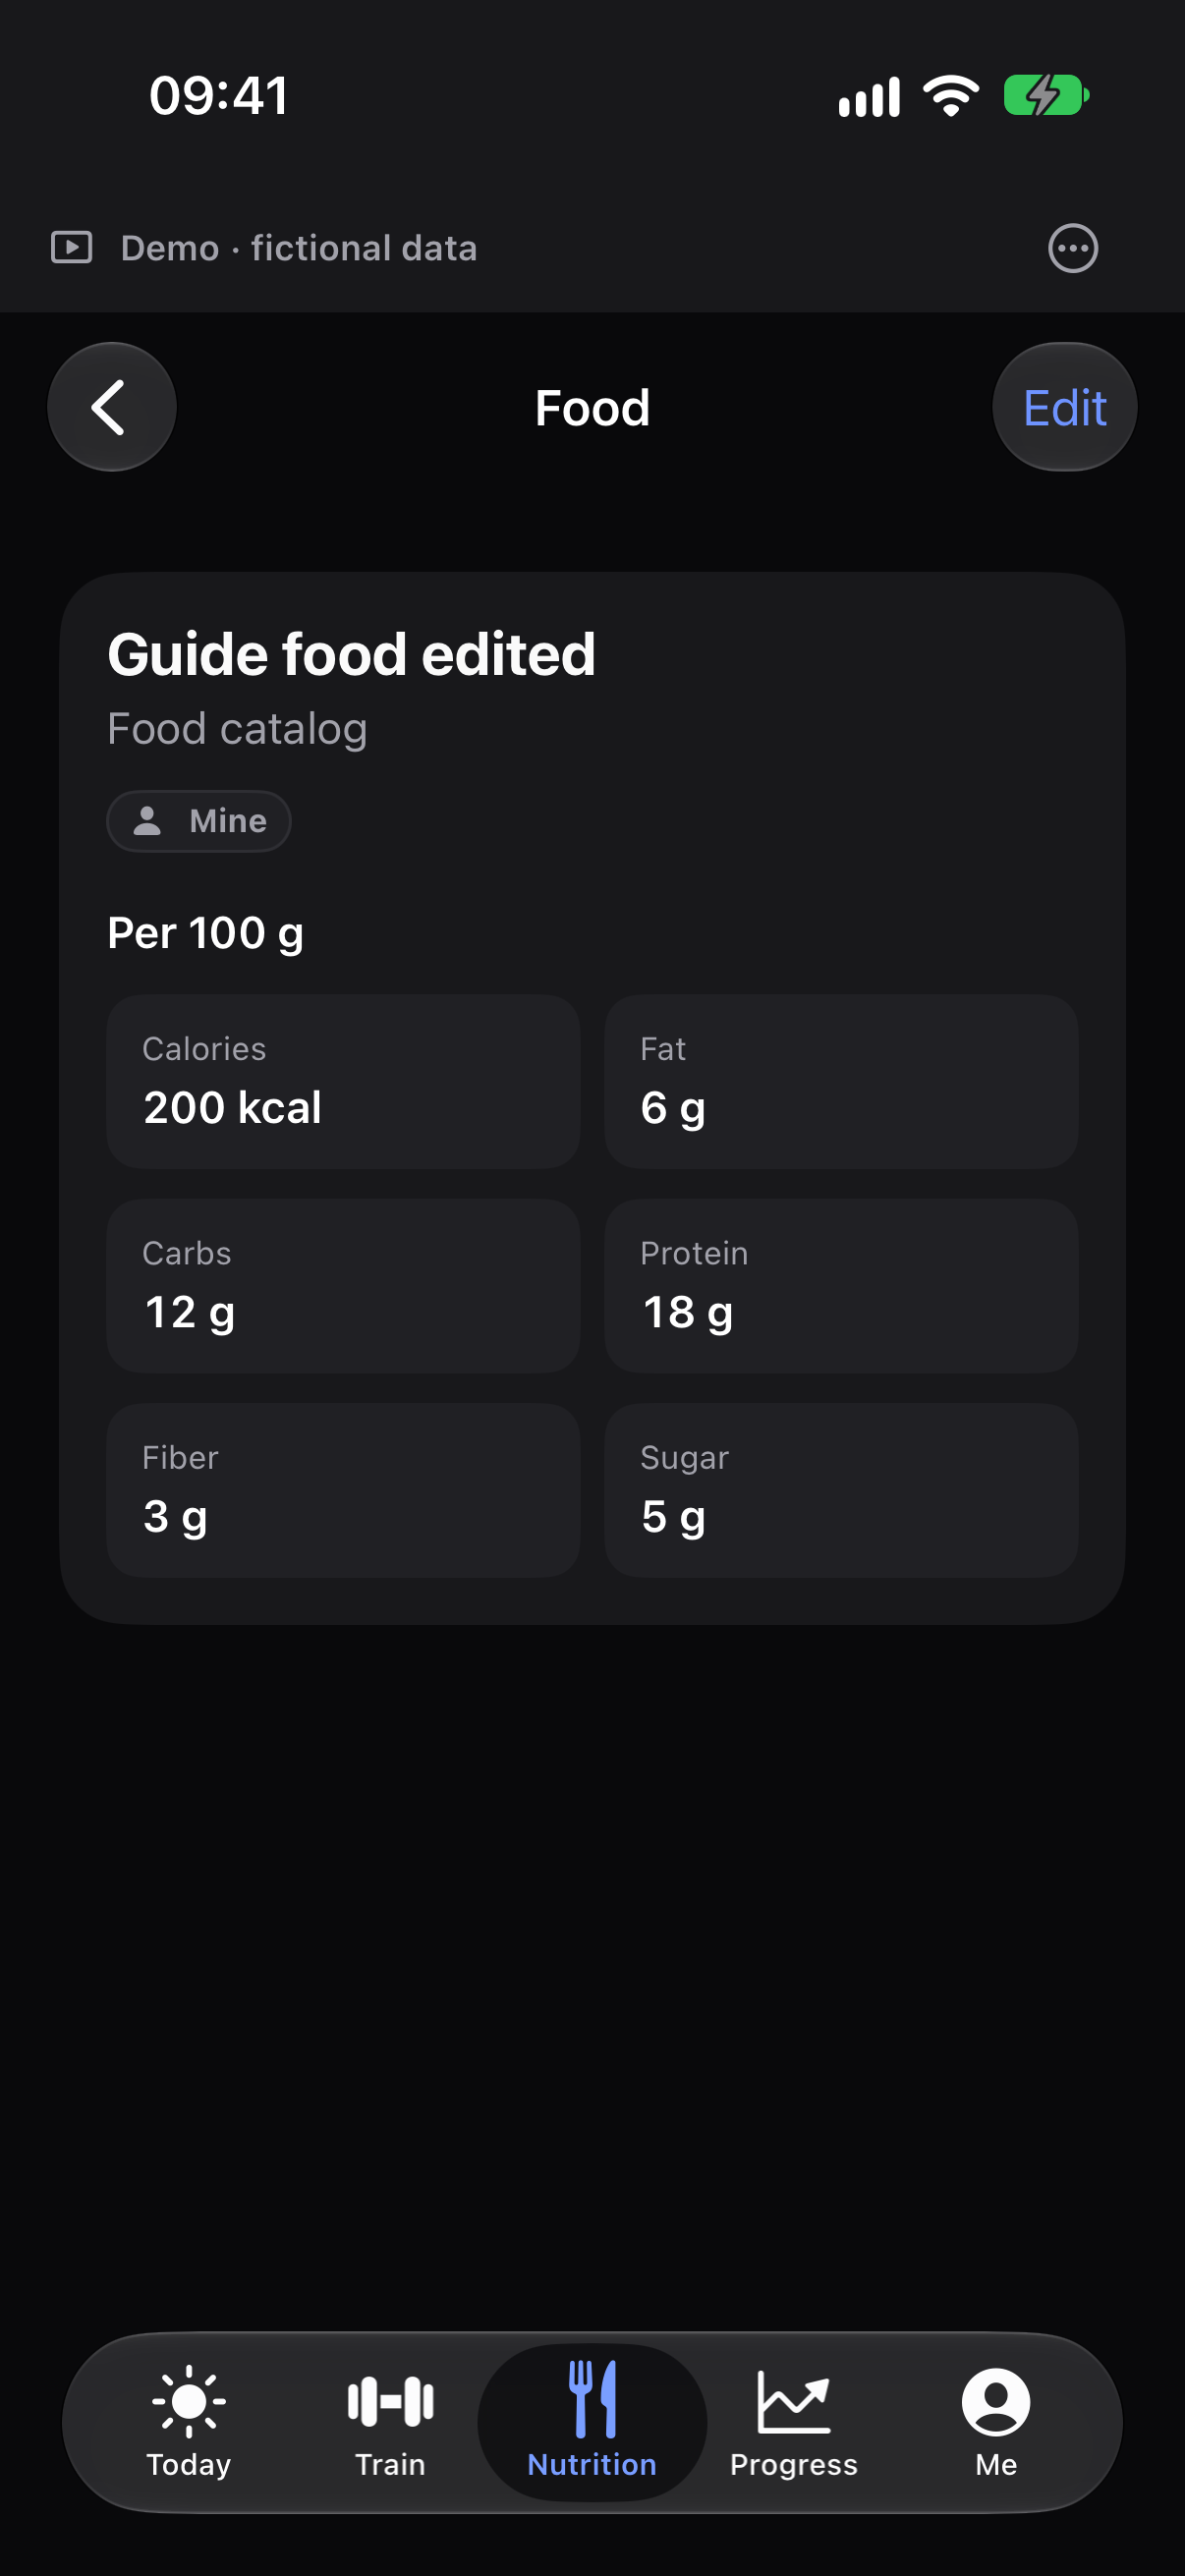 09:41
Demo · fictional data
Food
Edit
Guide food edited
Food catalog
Mine
Per 100 g
Calories
200 kcal
Fat
6 g
Carbs
12 g
Protein
18 g
Fiber
3 g
Sugar
5 g
Today
Train
Nutrition
Progress
Me